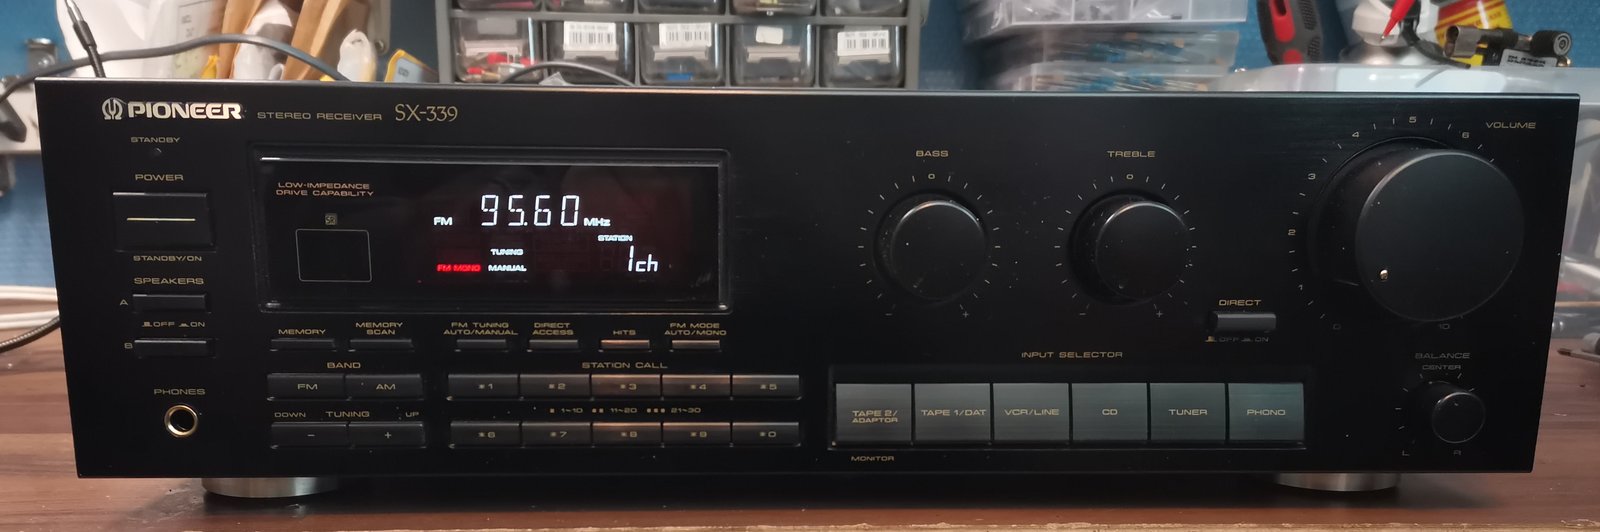 PIONEER STEREO RECEIVER SX-339
STANDBY
POWER
STANDBY/ON
SPEAKERS
A
OFF ON
B
PHONES
LOW-IMPEDANCE
DRIVE CAPABILITY
FM 95.60 MHz
STATION
TUNING
1ch
FM MONO MANUAL
MEMORY
MEMORY
SCAN
FM TUNING
AUTO/MANUAL
DIRECT
ACCESS
HITS
FM MODE
AUTO/MONO
BAND
FM AM
DOWN TUNING UP
- +
STATION CALL
1 2 3 4 5
1~10 11~20 21~30
6 7 8 9 0
BASS
0
- +
TREBLE
0
- +
DIRECT
OFF ON
VOLUME
0 1 2 3 4 5 6 10
INPUT SELECTOR
TAPE 2/
ADAPTOR
TAPE 1/DAT
VCR/LINE
CD
TUNER
PHONO
MONITOR
BALANCE
CENTER
L R